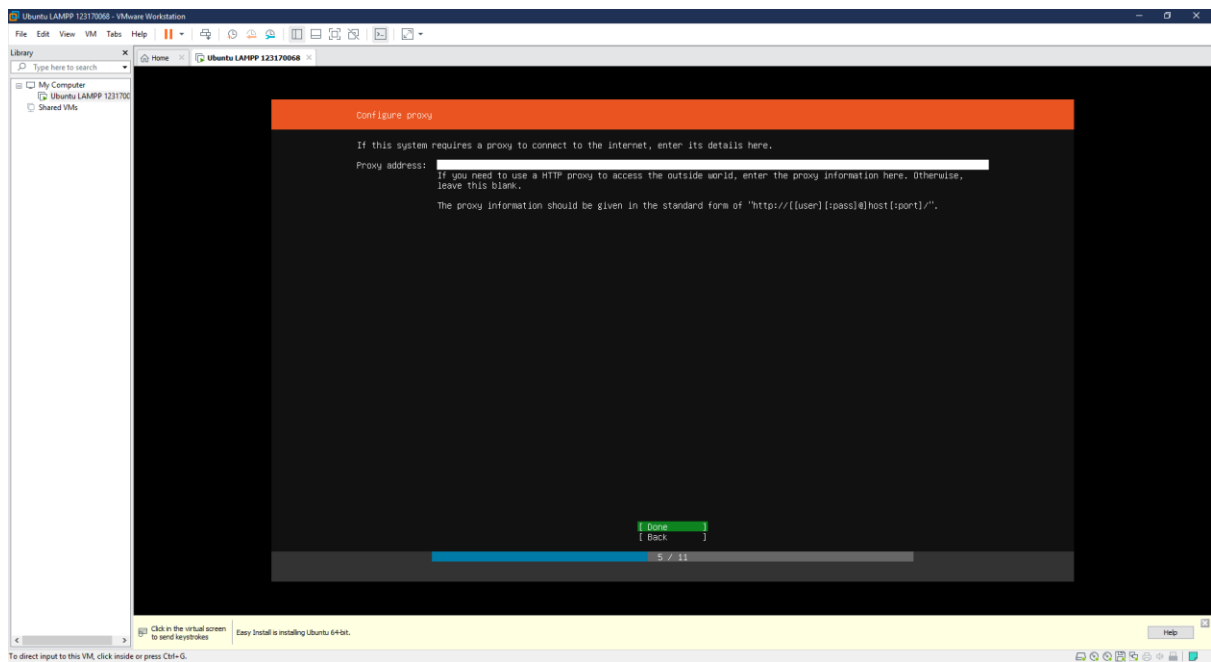 Ubuntu LAMPP 123170068 - VMware Workstation
File Edit View VM Tabs Help
Library
Type here to search
My Computer
Ubuntu LAMPP 1231700
Shared VMs
Home
Ubuntu LAMPP 123170068
Configure proxy
If this system requires a proxy to connect to the internet, enter its details here.
Proxy address:
If you need to use a HTTP proxy to access the outside world, enter the proxy information here. Otherwise,
leave this blank.
The proxy information should be given in the standard form of "http://[[user][:pass]@]host[:port]/".
[ Done ]
[ Back ]
5 / 11
Click in the virtual screen
to send keystrokes
Easy Install is installing Ubuntu 64-bit.
Help
To direct input to this VM, click inside or press Ctrl+G.